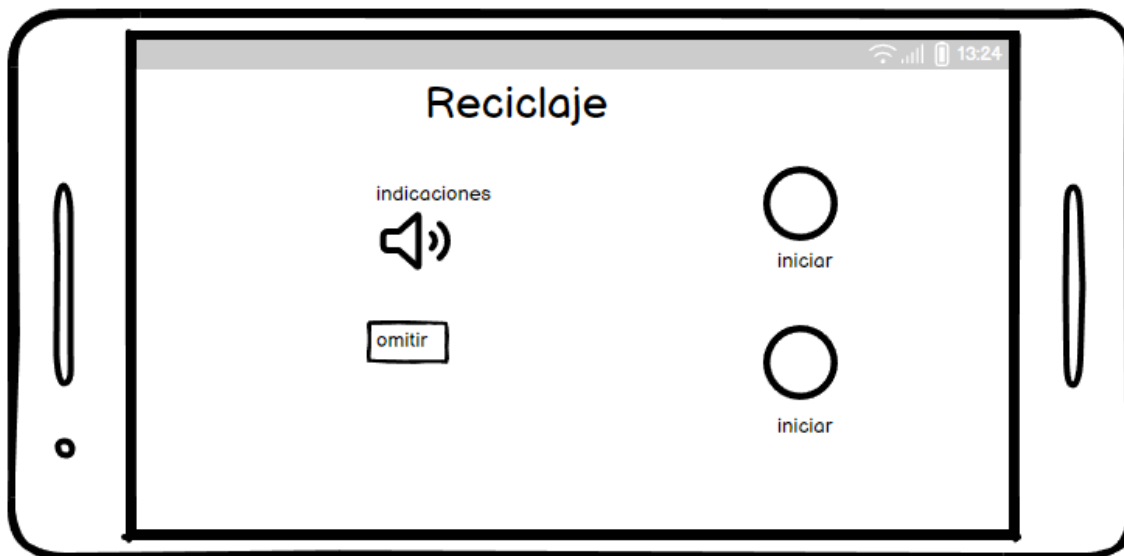 13:24
Reciclaje
indicaciones
iniciar
omitir
iniciar